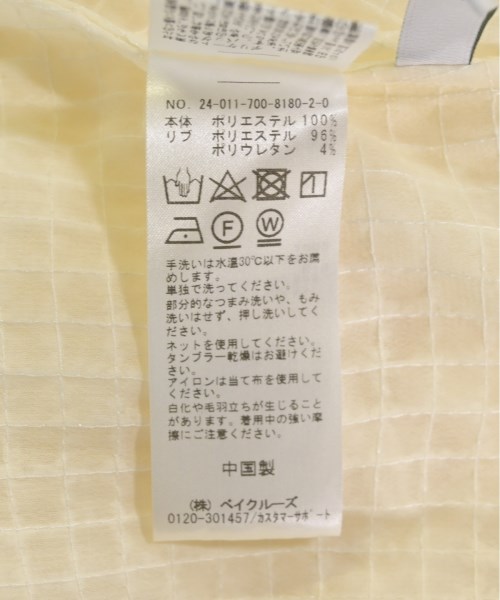 NO. 24-011-700-8180-2-0
本体 ポリエステル 100%
リブ ポリエステル 96%
ポリウレタン 4%
F
W
手洗いは水温30℃以下をお薦
めします。
単独で洗ってください。
部分的なつまみ洗いや、もみ
洗いはせず、押し洗いしてく
ださい。
ネットを使用してください。
タンブラー乾燥はお避けくだ
さい。
アイロンは当て布を使用して
ください。
白化や毛羽立ちが生じること
があります。着用中の強い摩
擦にご注意ください。
中国製
(株) ベイクルーズ
0120-301457/カスタマーサポート